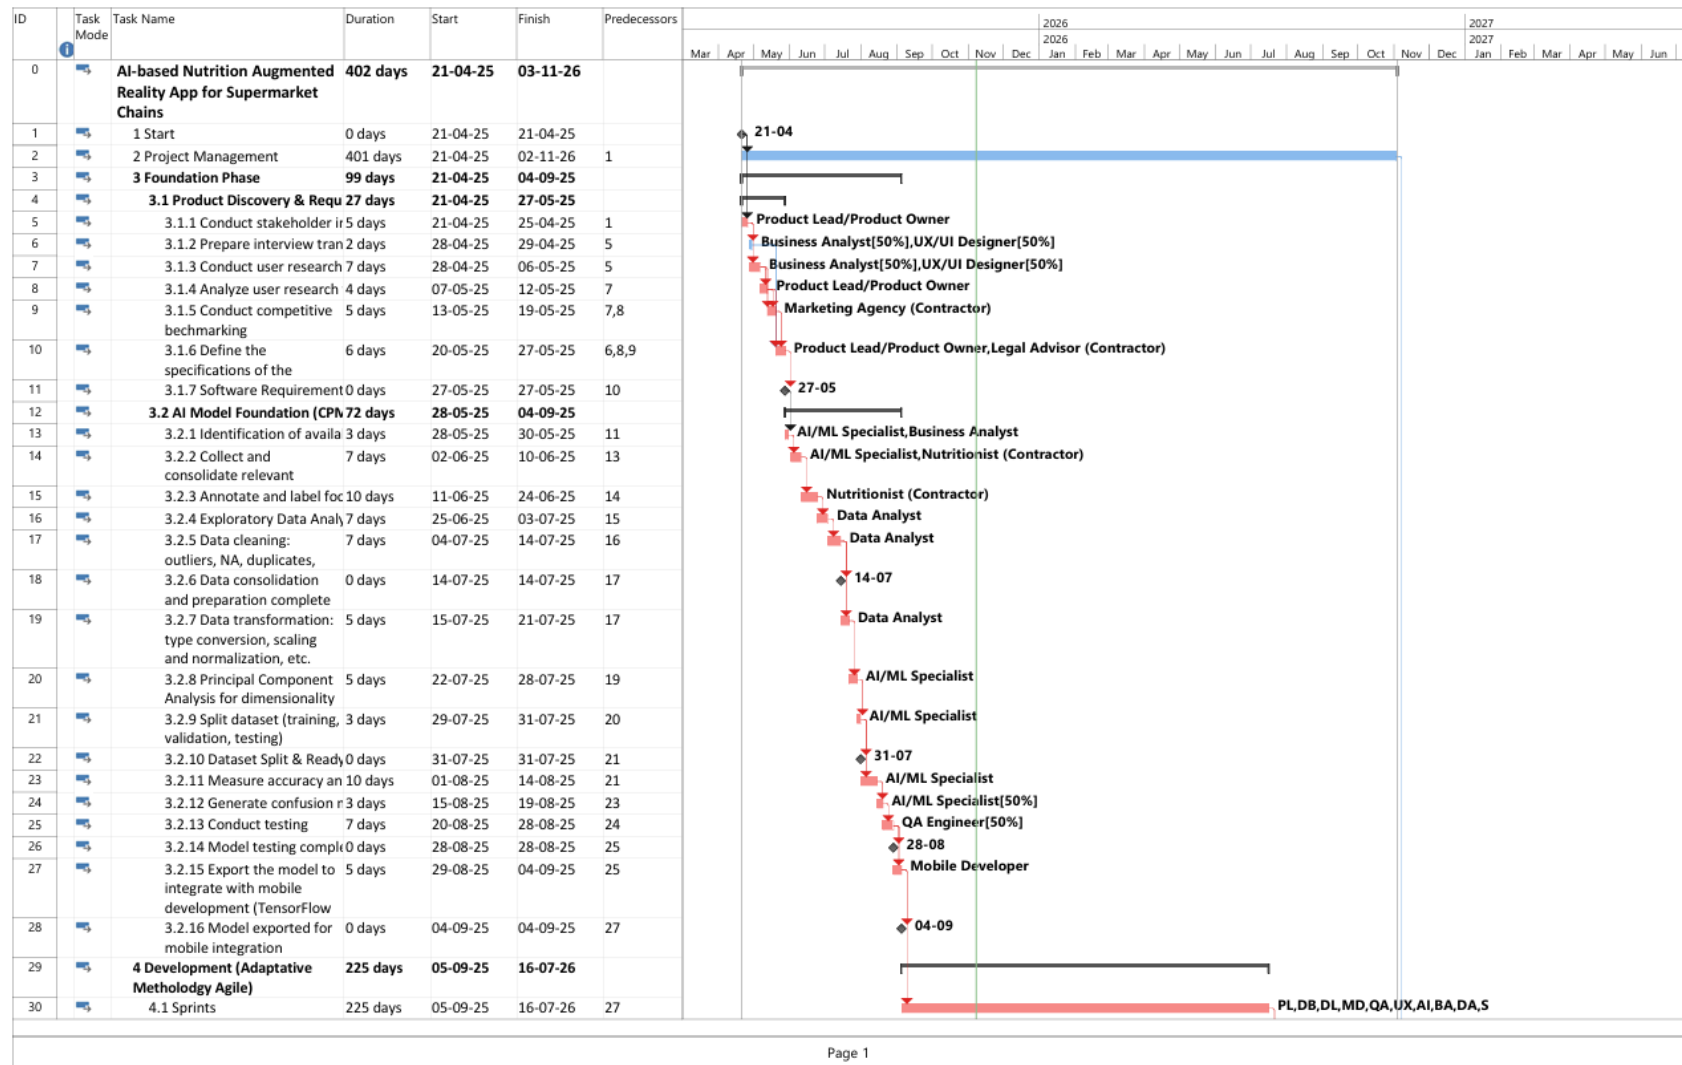 ID Task Mode Task Name Duration Start Finish Predecessors
2026 2027
2026 2027
Mar Apr May Jun Jul Aug Sep Oct Nov Dec Jan Feb Mar Apr May Jun Jul Aug Sep Oct Nov Dec Jan Feb Mar Apr May Jun
0 AI-based Nutrition Augmented 402 days 21-04-25 03-11-26
Reality App for Supermarket
Chains
1 1 Start 0 days 21-04-25 21-04-25 21-04
2 2 Project Management 401 days 21-04-25 02-11-26 1
3 3 Foundation Phase 99 days 21-04-25 04-09-25
4 3.1 Product Discovery & Requ 27 days 21-04-25 27-05-25
5 3.1.1 Conduct stakeholder ir 5 days 21-04-25 25-04-25 1 Product Lead/Product Owner
6 3.1.2 Prepare interview tran 2 days 28-04-25 29-04-25 5 Business Analyst[50%],UX/UI Designer[50%]
7 3.1.3 Conduct user research 7 days 28-04-25 06-05-25 5 Business Analyst[50%],UX/UI Designer[50%]
8 3.1.4 Analyze user research 4 days 07-05-25 12-05-25 7 Product Lead/Product Owner
9 3.1.5 Conduct competitive 5 days 13-05-25 19-05-25 7,8 Marketing Agency (Contractor)
bechmarking
10 3.1.6 Define the 6 days 20-05-25 27-05-25 6,8,9 Product Lead/Product Owner,Legal Advisor (Contractor)
specifications of the
11 3.1.7 Software Requirement 0 days 27-05-25 27-05-25 10 27-05
12 3.2 AI Model Foundation (CPM 72 days 28-05-25 04-09-25
13 3.2.1 Identification of availa 3 days 28-05-25 30-05-25 11 AI/ML Specialist,Business Analyst
14 3.2.2 Collect and 7 days 02-06-25 10-06-25 13 AI/ML Specialist,Nutritionist (Contractor)
consolidate relevant
15 3.2.3 Annotate and label foc 10 days 11-06-25 24-06-25 14 Nutritionist (Contractor)
16 3.2.4 Exploratory Data Analy 7 days 25-06-25 03-07-25 15 Data Analyst
17 3.2.5 Data cleaning: 7 days 04-07-25 14-07-25 16 Data Analyst
outliers, NA, duplicates,
18 3.2.6 Data consolidation 0 days 14-07-25 14-07-25 17 14-07
and preparation complete
19 3.2.7 Data transformation: 5 days 15-07-25 21-07-25 17 Data Analyst
type conversion, scaling
and normalization, etc.
20 3.2.8 Principal Component 5 days 22-07-25 28-07-25 19 AI/ML Specialist
Analysis for dimensionality
21 3.2.9 Split dataset (training, 3 days 29-07-25 31-07-25 20 AI/ML Specialist
validation, testing)
22 3.2.10 Dataset Split & Ready 0 days 31-07-25 31-07-25 21 31-07
23 3.2.11 Measure accuracy an 10 days 01-08-25 14-08-25 21 AI/ML Specialist
24 3.2.12 Generate confusion r 3 days 15-08-25 19-08-25 23 AI/ML Specialist[50%]
25 3.2.13 Conduct testing 7 days 20-08-25 28-08-25 24 QA Engineer[50%]
26 3.2.14 Model testing comple 0 days 28-08-25 28-08-25 25 28-08
27 3.2.15 Export the model to 5 days 29-08-25 04-09-25 25 Mobile Developer
integrate with mobile
development (TensorFlow
28 3.2.16 Model exported for 0 days 04-09-25 04-09-25 27 04-09
mobile integration
29 4 Development (Adaptative 225 days 05-09-25 16-07-26
Metholodgy Agile)
30 4.1 Sprints 225 days 05-09-25 16-07-26 27 PL,DB,DL,MD,QA,UX,AI,BA,DA,S
Page 1